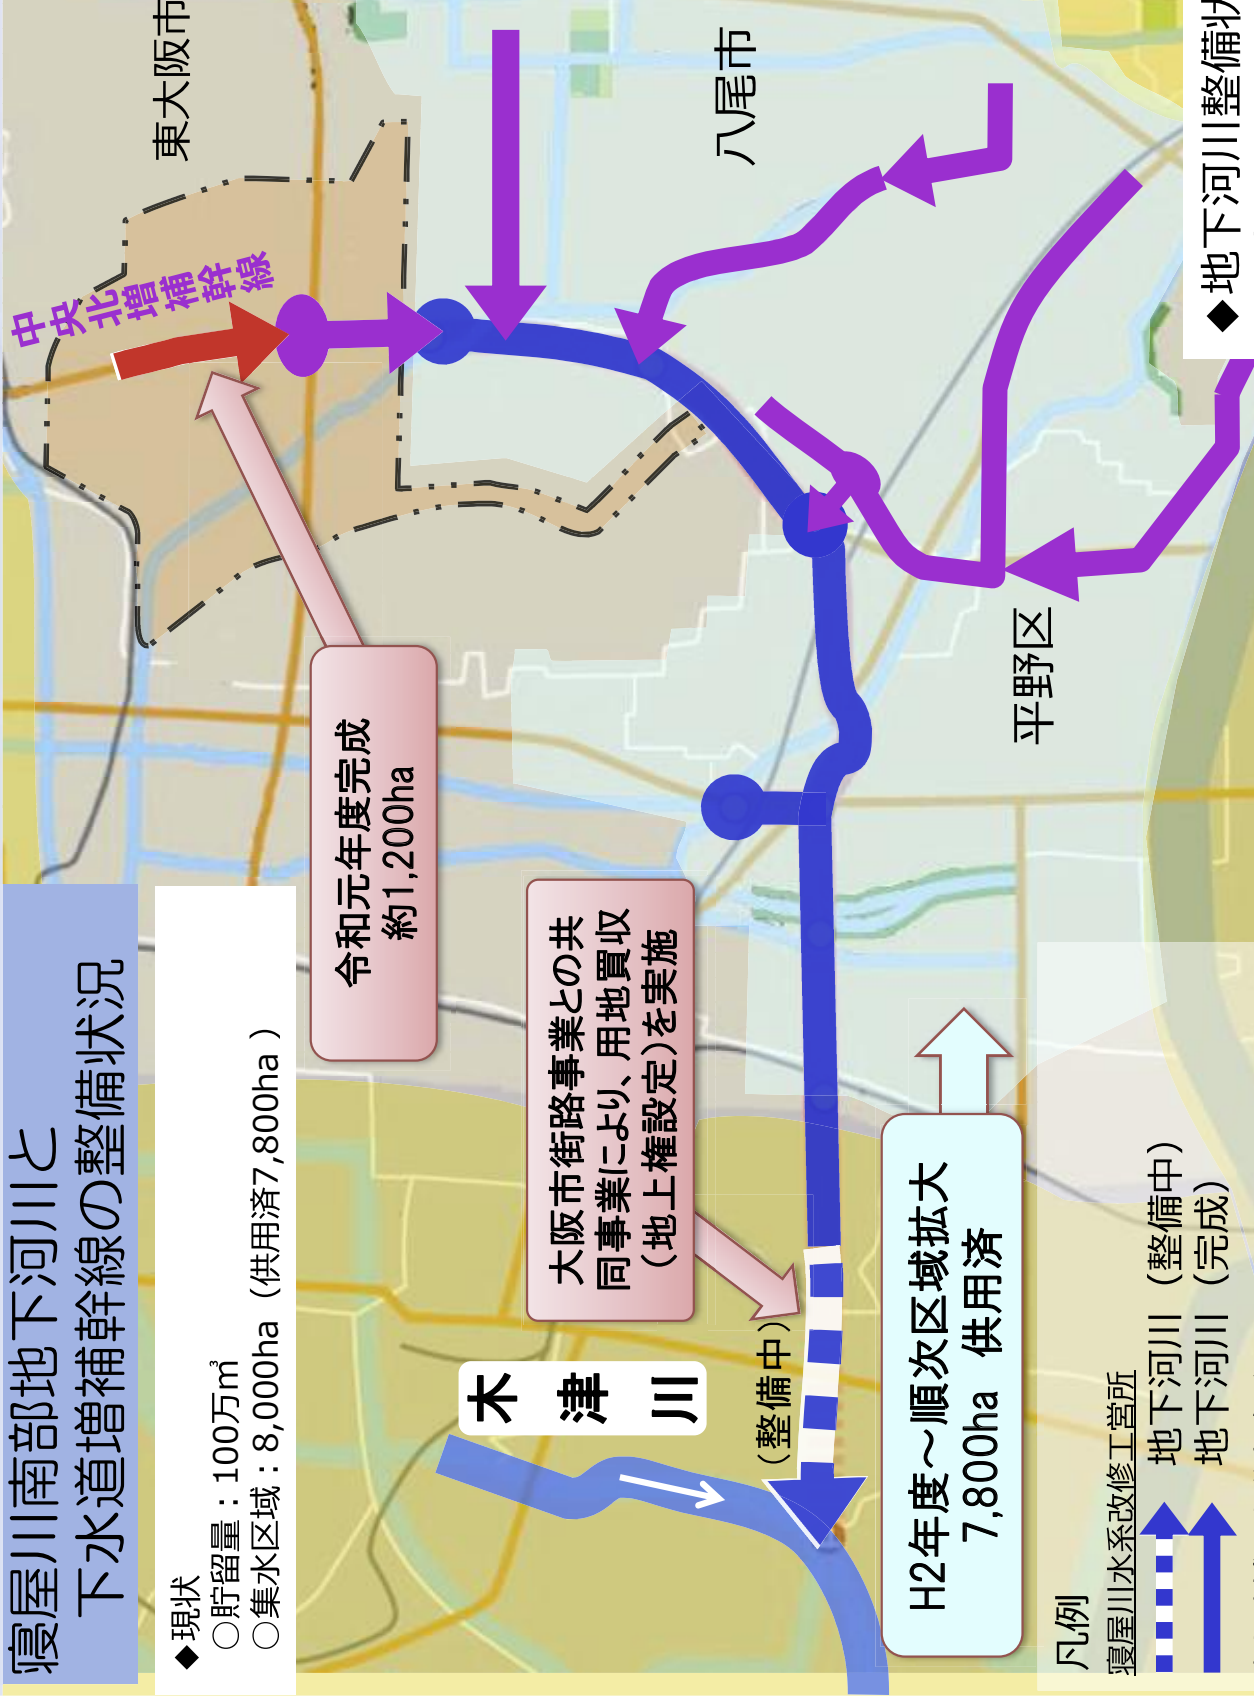 寝屋川南部地下河川と
下水道増補幹線の整備状況
◆現状
○貯留量：100万㎥
○集水区域：8,000ha（供用済7,800ha ）
中央北増補幹線
東大阪市
八尾市
平野区
令和元年度完成
約1,200ha
大阪市街路事業との共
同事業により、用地買収
（地上権設定）を実施
木津川
（整備中）
H2年度～順次区域拡大
7,800ha 供用済
凡例
寝屋川水系改修工営所
地下河川（整備中）
地下河川（完成）
◆地下河川整備状